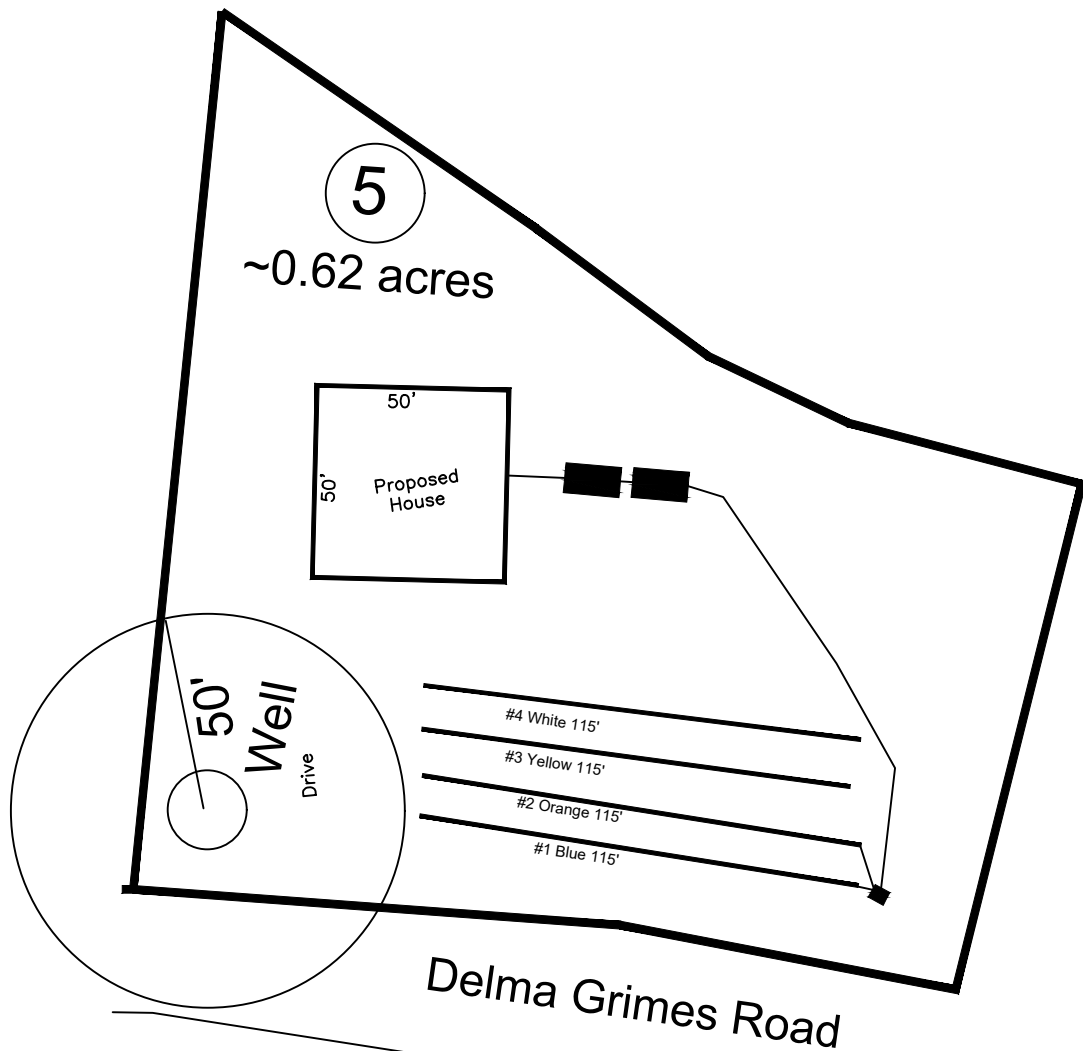 5
~0.62 acres
50'
50'
Proposed
House
50'
Well
Drive
#4 White 115'
#3 Yellow 115'
#2 Orange 115'
#1 Blue 115'
Delma Grimes Road